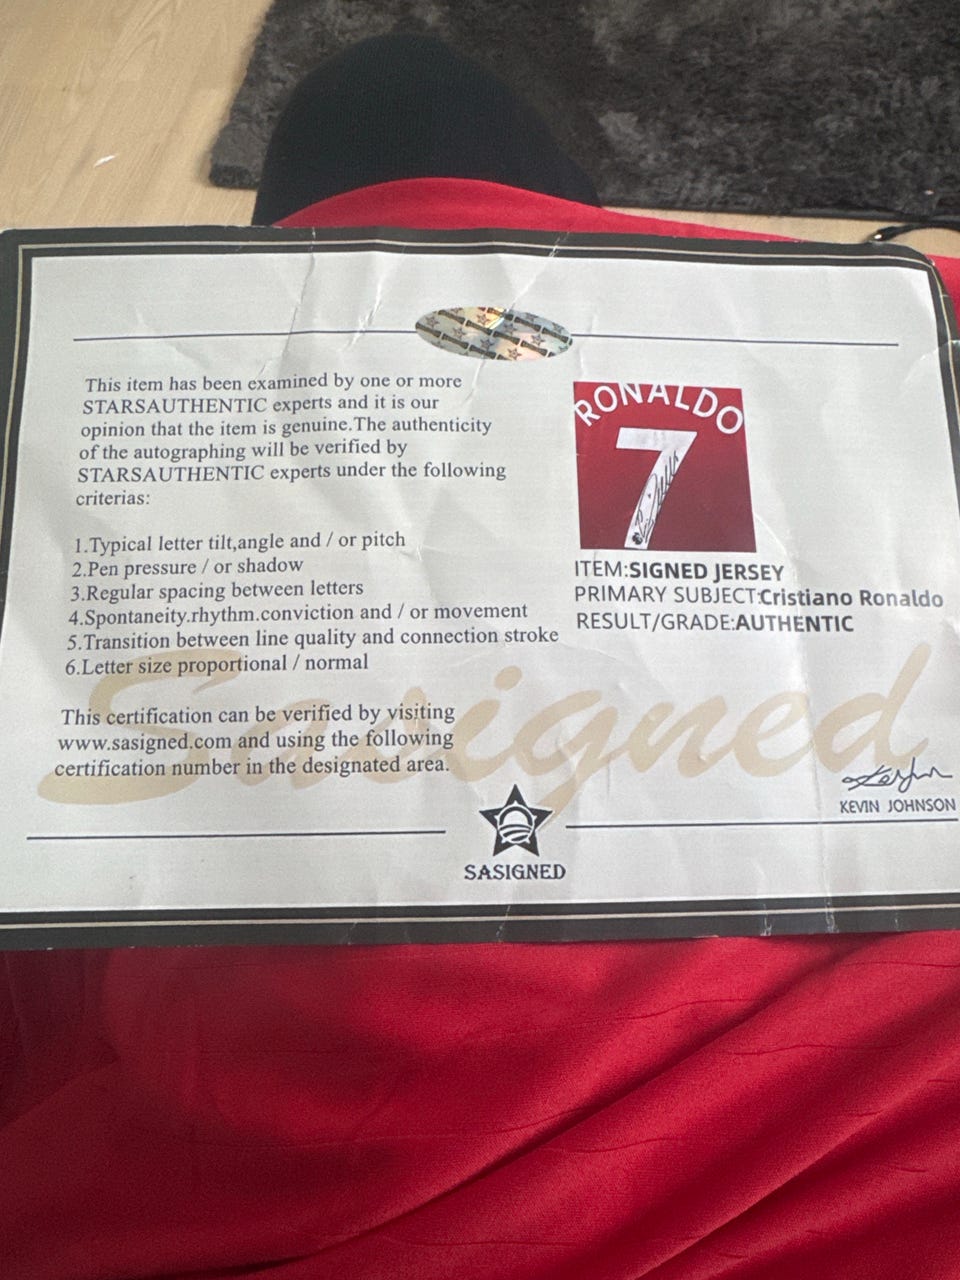 This item has been examined by one or more
STARSAUTHENTIC experts and it is our
opinion that the item is genuine.The authenticity
of the autographing will be verified by
STARSAUTHENTIC experts under the following
criterias:
1.Typical letter tilt,angle and / or pitch
2.Pen pressure / or shadow
3.Regular spacing between letters
4.Spontaneity.rhythm.conviction and / or movement
5.Transition between line quality and connection stroke
6.Letter size proportional / normal
This certification can be verified by visiting
www.sasigned.com and using the following
certification number in the designated area.
RONALDO
7
ITEM:SIGNED JERSEY
PRIMARY SUBJECT:Cristiano Ronaldo
RESULT/GRADE:AUTHENTIC
Sasigned
KEVIN JOHNSON
SASIGNED